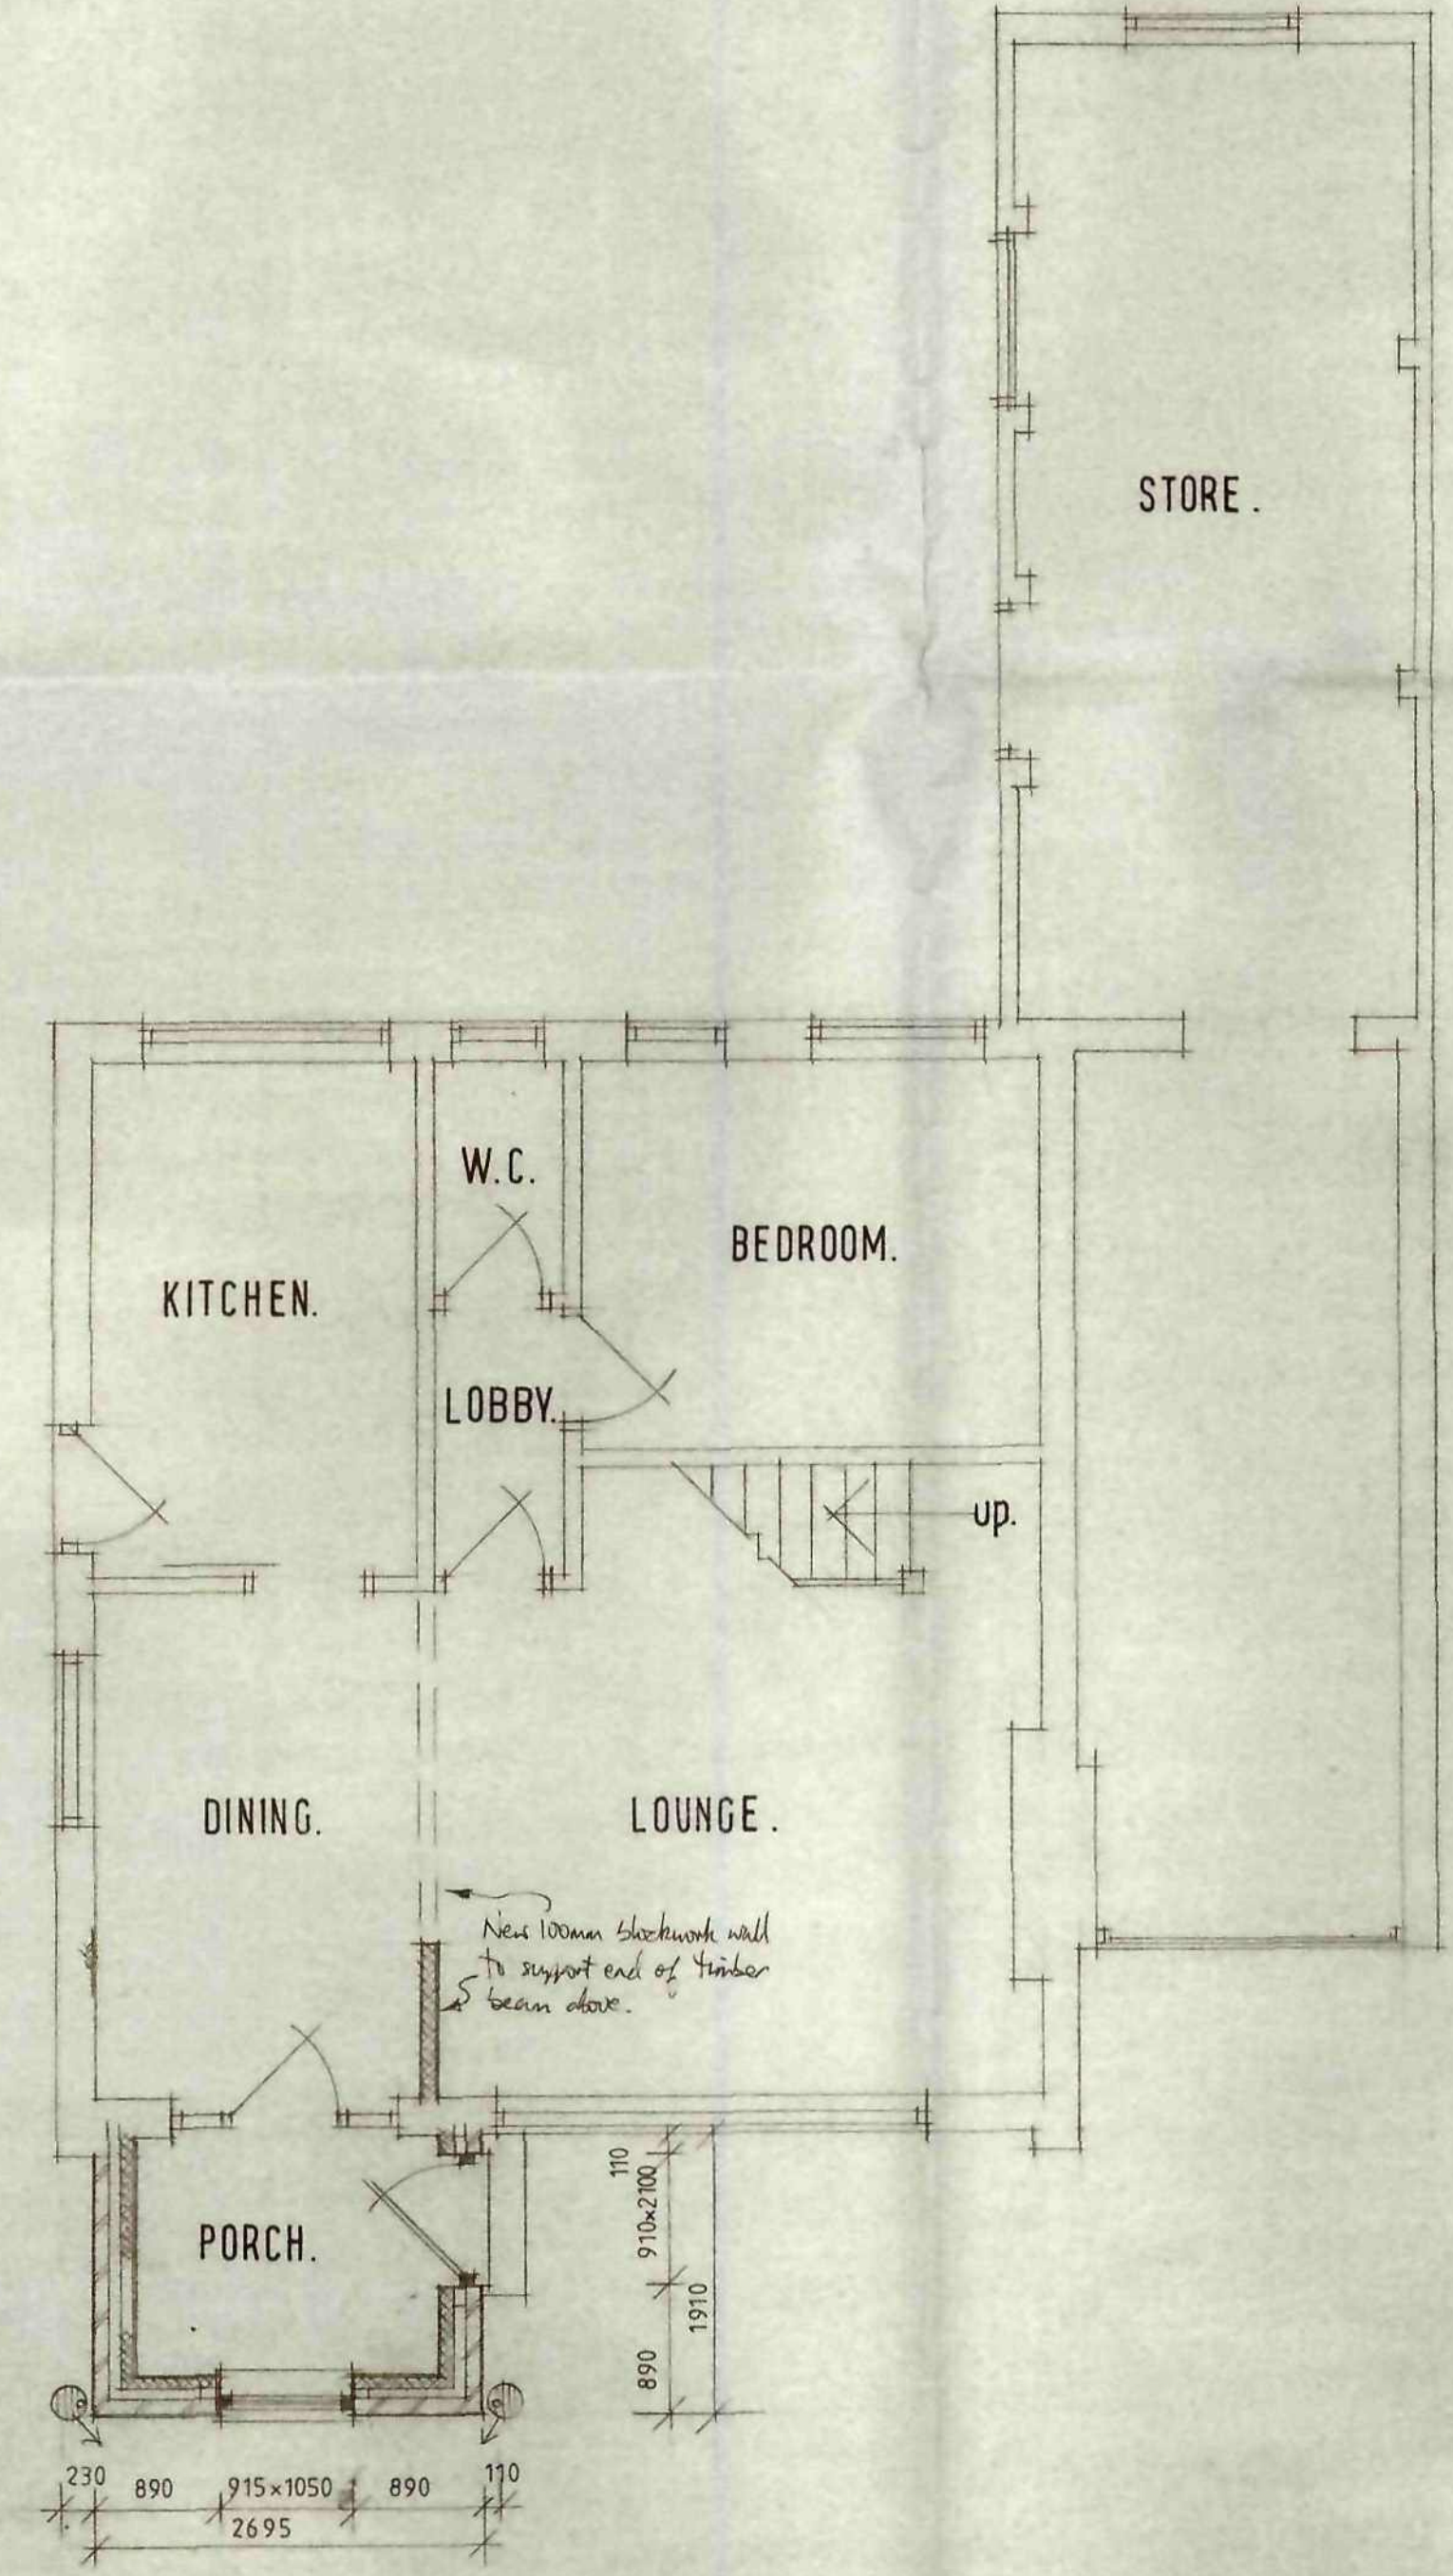 STORE.
W.C.
BEDROOM.
KITCHEN.
LOBBY.
up.
DINING.
LOUNGE.
New 100mm blockwork wall
to support end of timber
beam above.
PORCH.
110
910×2100
1910
890
230
890
915×1050
890
110
2695